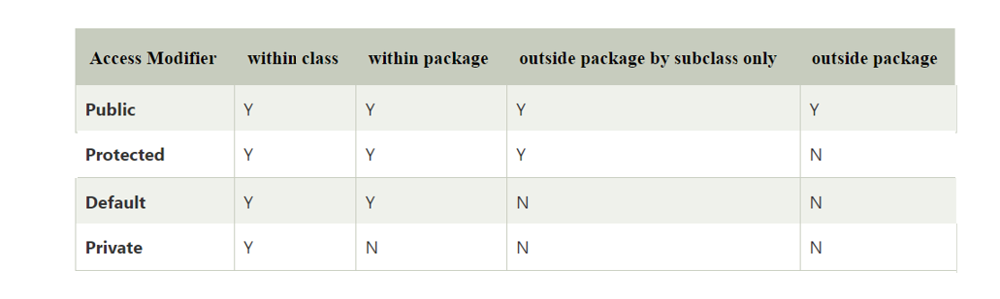 Access Modifier within class within package outside package by subclass only outside package
Public Y Y Y Y
Protected Y Y Y N
Default Y Y N N
Private Y N N N